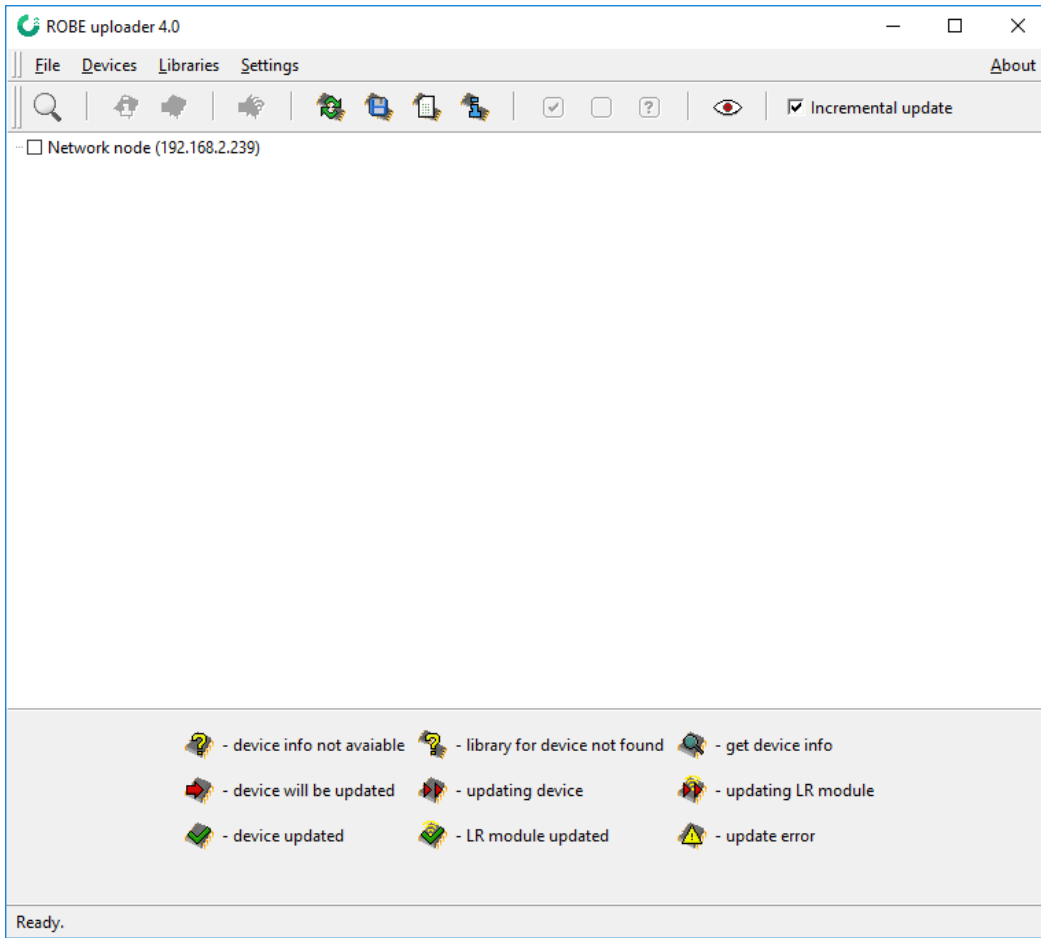 ROBE uploader 4.0
File Devices Libraries Settings About
Incremental update
Network node (192.168.2.239)
- device info not avaiable - library for device not found - get device info
- device will be updated - updating device - updating LR module
- device updated - LR module updated - update error
Ready.